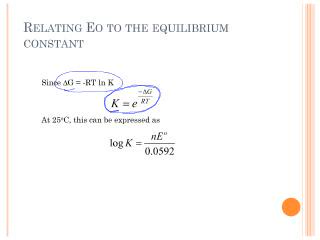 RELATING EO TO THE EQUILIBRIUM
CONSTANT
Since ΔG = -RT ln K
K = e^(-ΔG/RT)
At 25°C, this can be expressed as
log K = nE°/0.0592